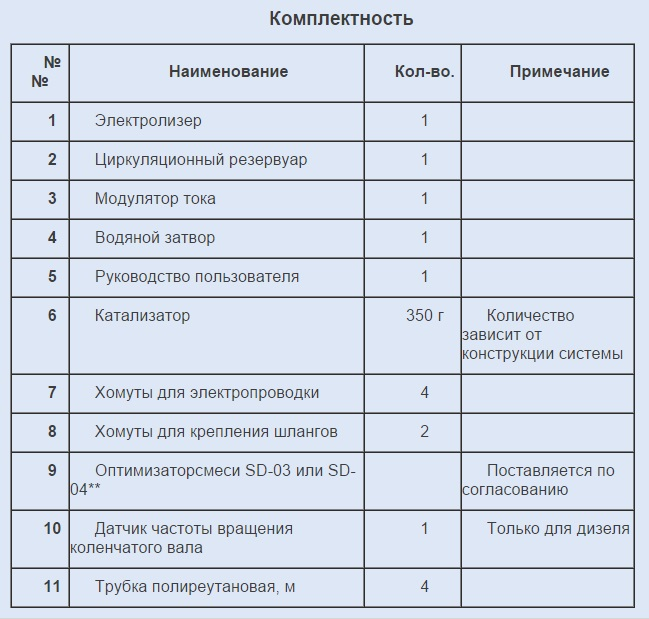 Комплектность
№
№ Наименование Кол-во. Примечание
1 Электролизер 1
2 Циркуляционный резервуар 1
3 Модулятор тока 1
4 Водяной затвор 1
5 Руководство пользователя 1
6 Катализатор 350 г Количество
зависит от
конструкции системы
7 Хомуты для электропроводки 4
8 Хомуты для крепления шлангов 2
9 Оптимизаторсмеси SD-03 или SD- Поставляется по
04** согласованию
10 Датчик частоты вращения 1 Только для дизеля
коленчатого вала
11 Трубка полиреутановая, м 4